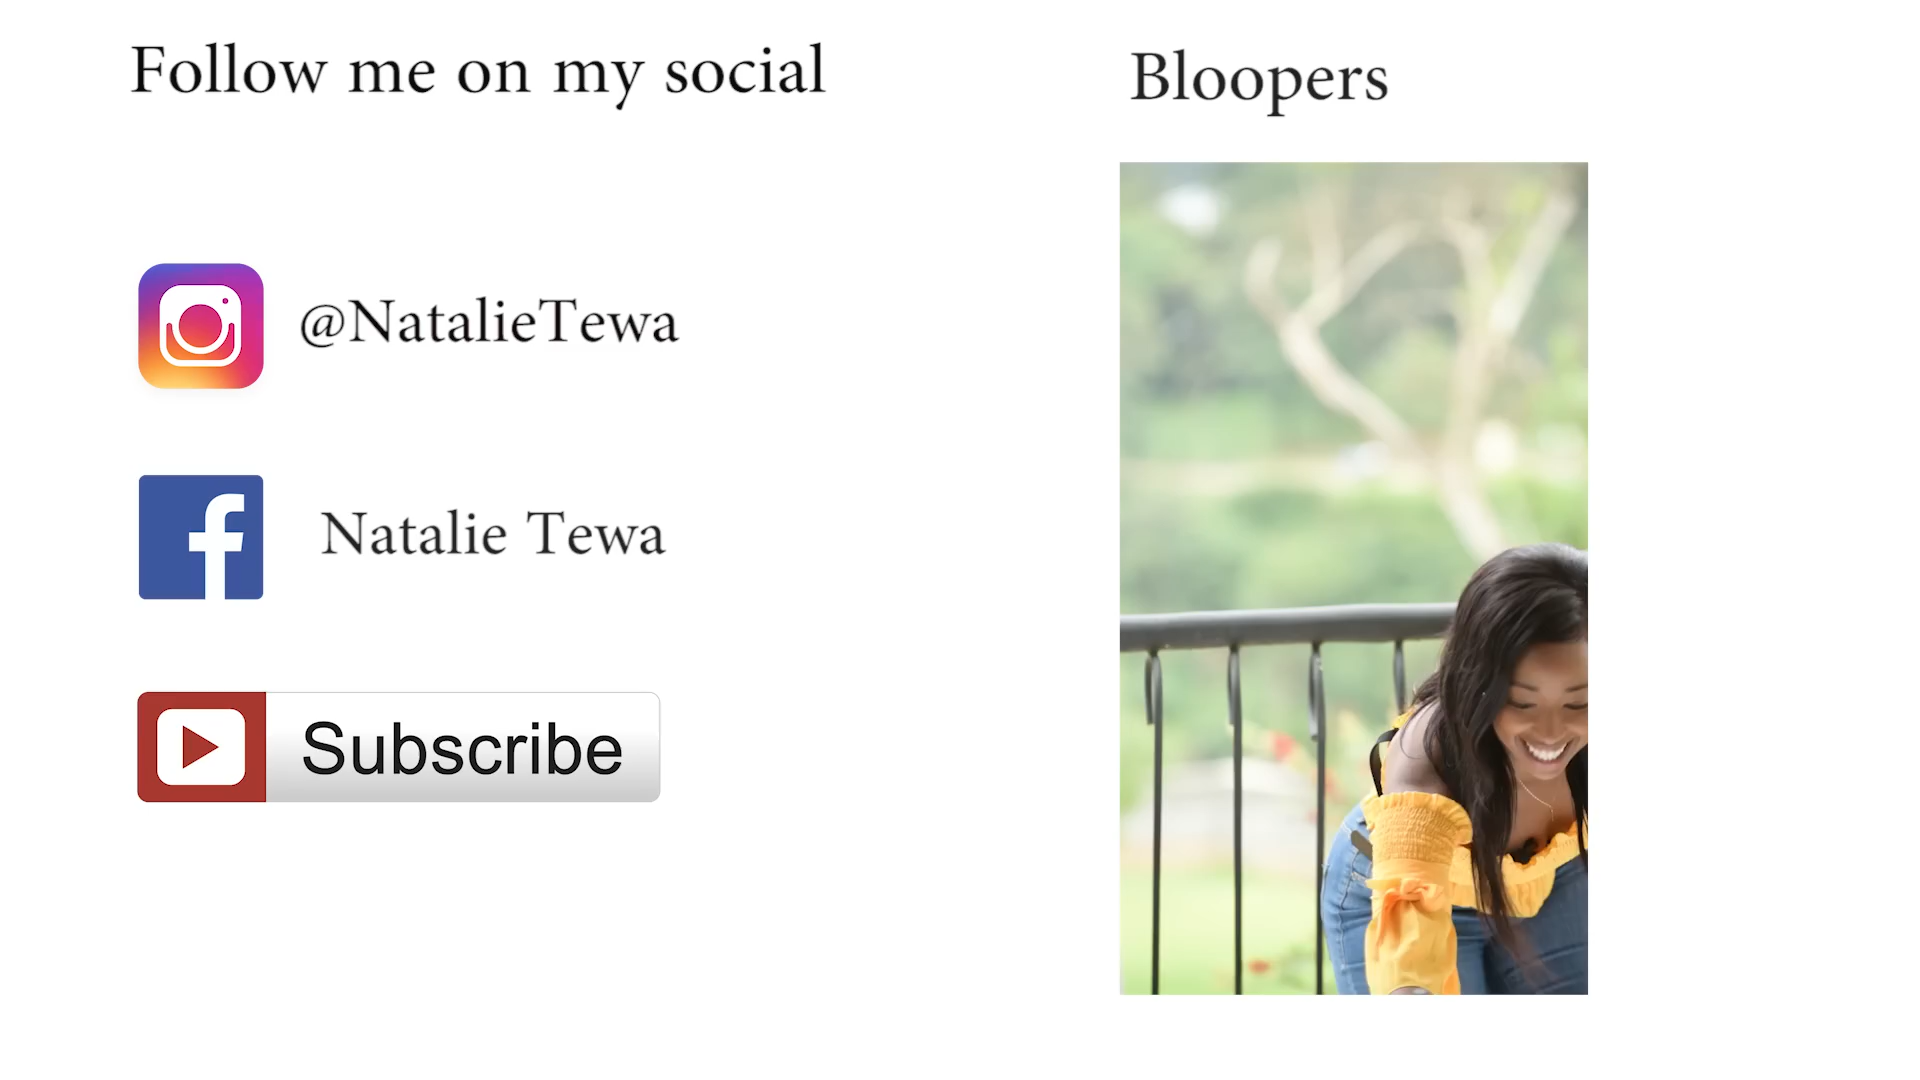 Follow me on my social
Bloopers
@NatalieTewa
Natalie Tewa
Subscribe